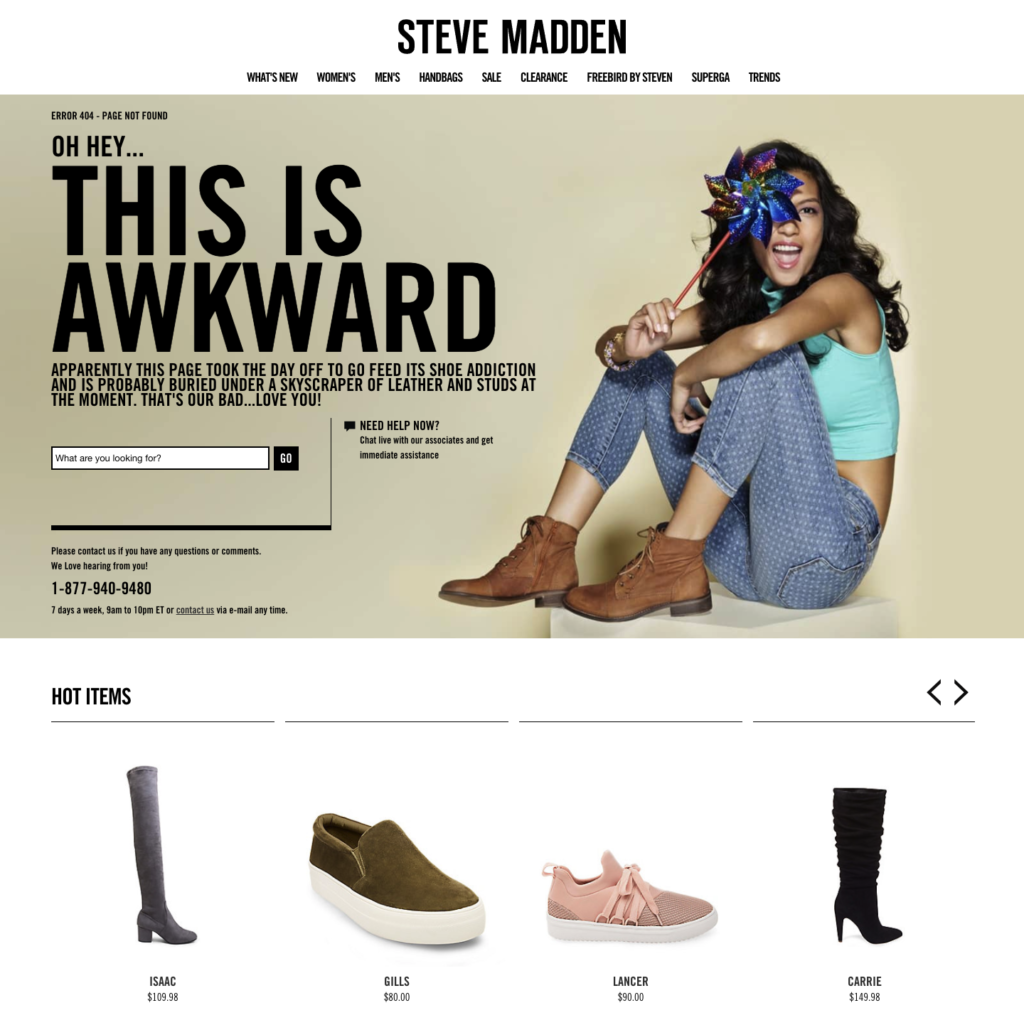 STEVE MADDEN
WHAT'S NEW WOMEN'S MEN'S HANDBAGS SALE CLEARANCE FREEBIRD BY STEVEN SUPERGA TRENDS
ERROR 404 - PAGE NOT FOUND
OH HEY...
THIS IS
AWKWARD
APPARENTLY THIS PAGE TOOK THE DAY OFF TO GO FEED ITS SHOE ADDICTION
AND IS PROBABLY BURIED UNDER A SKYSCRAPER OF LEATHER AND STUDS AT
THE MOMENT. THAT'S OUR BAD...LOVE YOU!
What are you looking for? GO
NEED HELP NOW?
Chat live with our associates and get
immediate assistance
Please contact us if you have any questions or comments.
We Love hearing from you!
1-877-940-9480
7 days a week, 9am to 10pm ET or contact us via e-mail any time.
HOT ITEMS
ISAAC
$109.98
GILLS
$80.00
LANCER
$90.00
CARRIE
$149.98